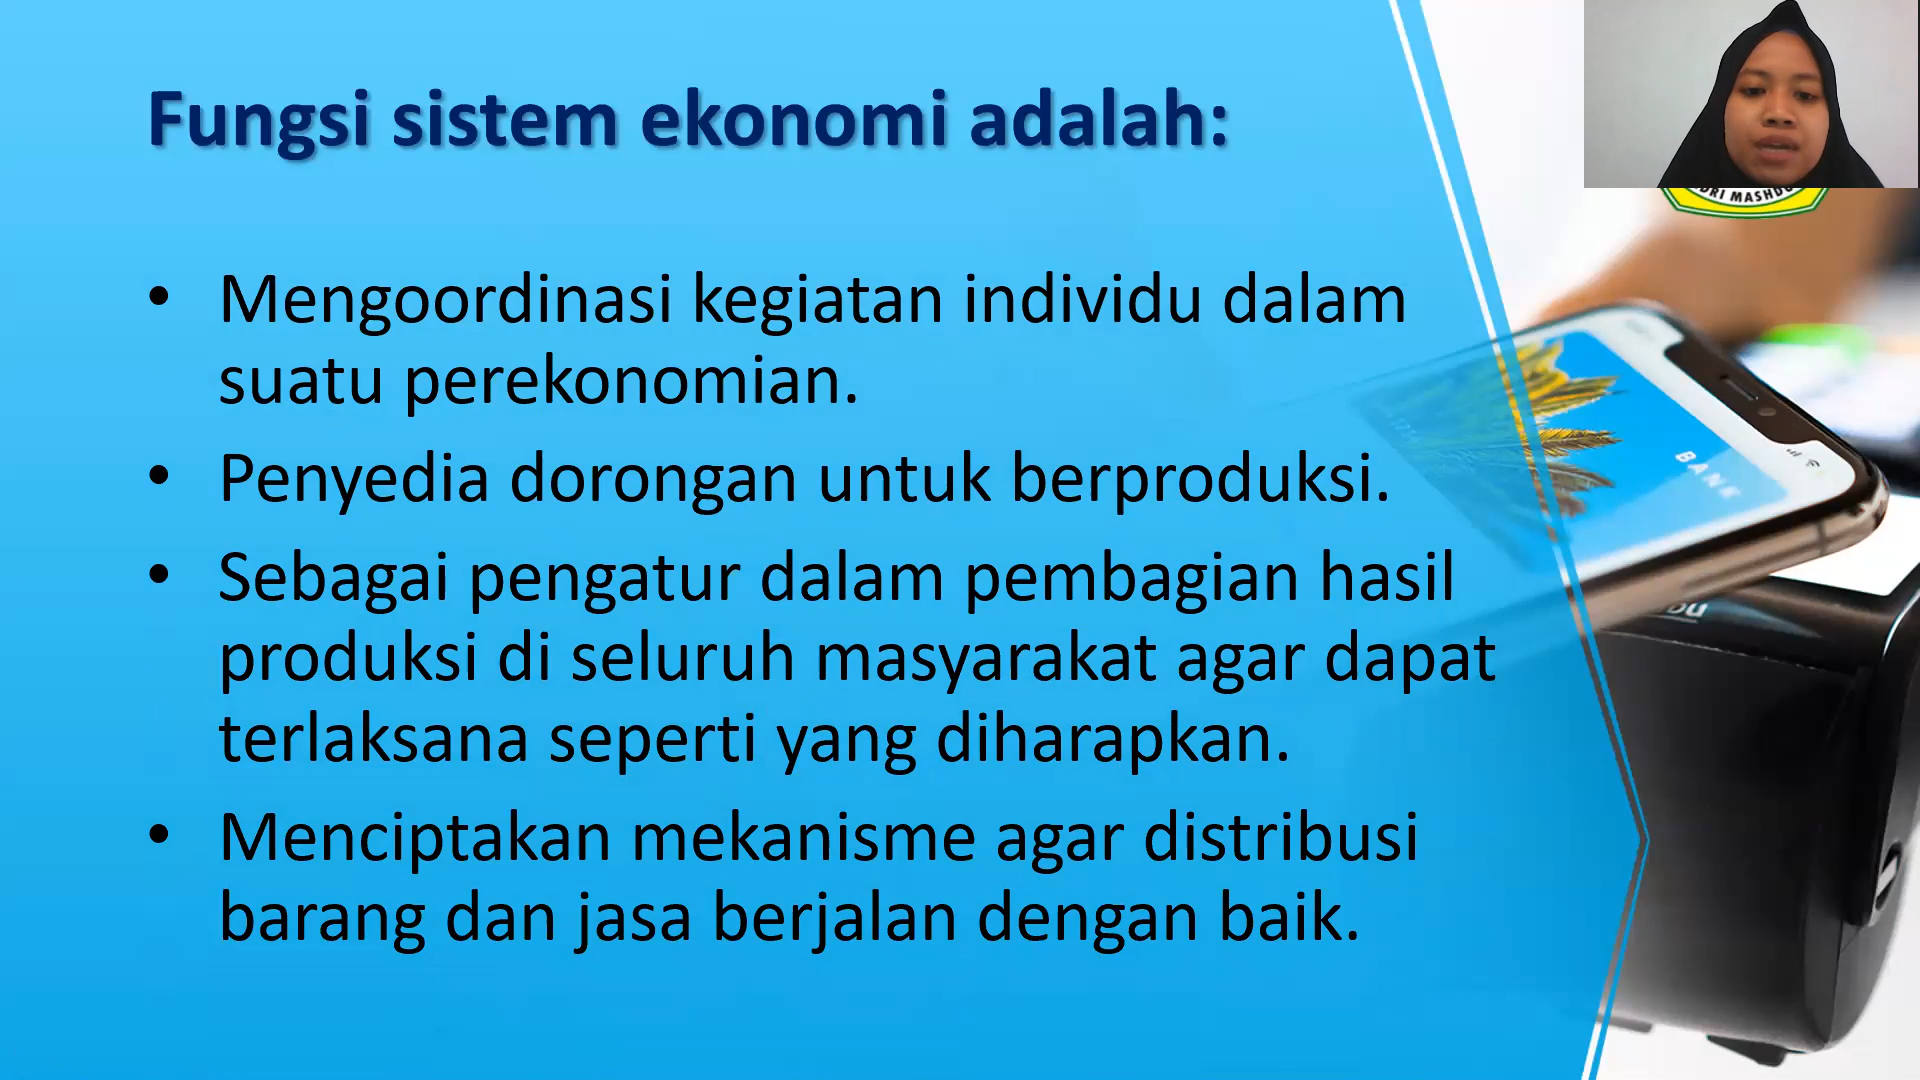 Fungsi sistem ekonomi adalah:
• Mengoordinasi kegiatan individu dalam
suatu perekonomian.
• Penyedia dorongan untuk berproduksi.
• Sebagai pengatur dalam pembagian hasil
produksi di seluruh masyarakat agar dapat
terlaksana seperti yang diharapkan.
• Menciptakan mekanisme agar distribusi
barang dan jasa berjalan dengan baik.
BANK